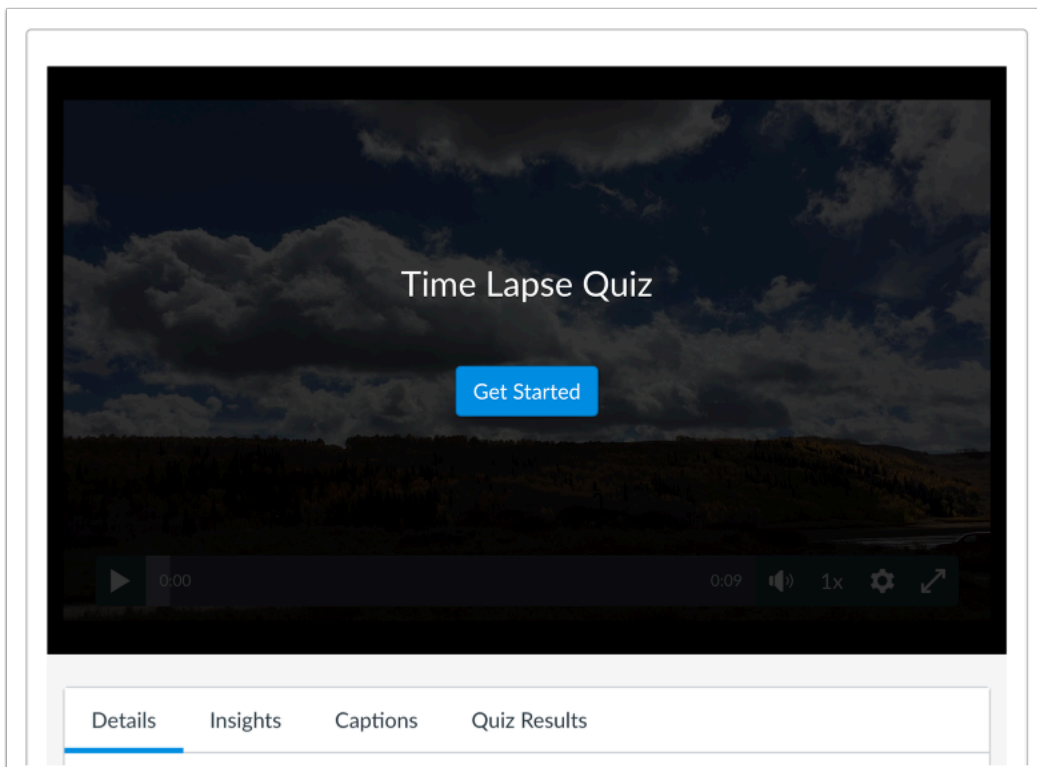 Time Lapse Quiz
Get Started
0:00 0:09 1x
Details Insights Captions Quiz Results